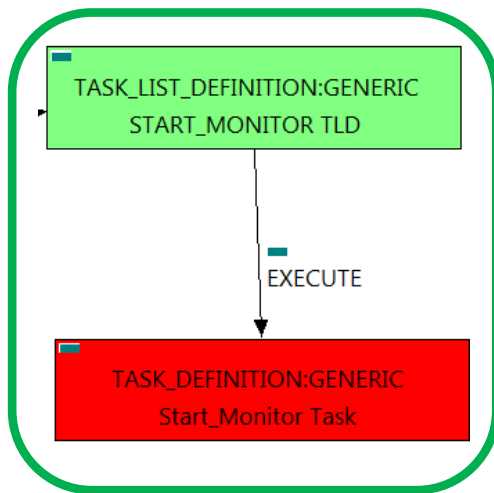 TASK_LIST_DEFINITION:GENERIC
START_MONITOR TLD
EXECUTE
TASK_DEFINITION:GENERIC
Start_Monitor Task